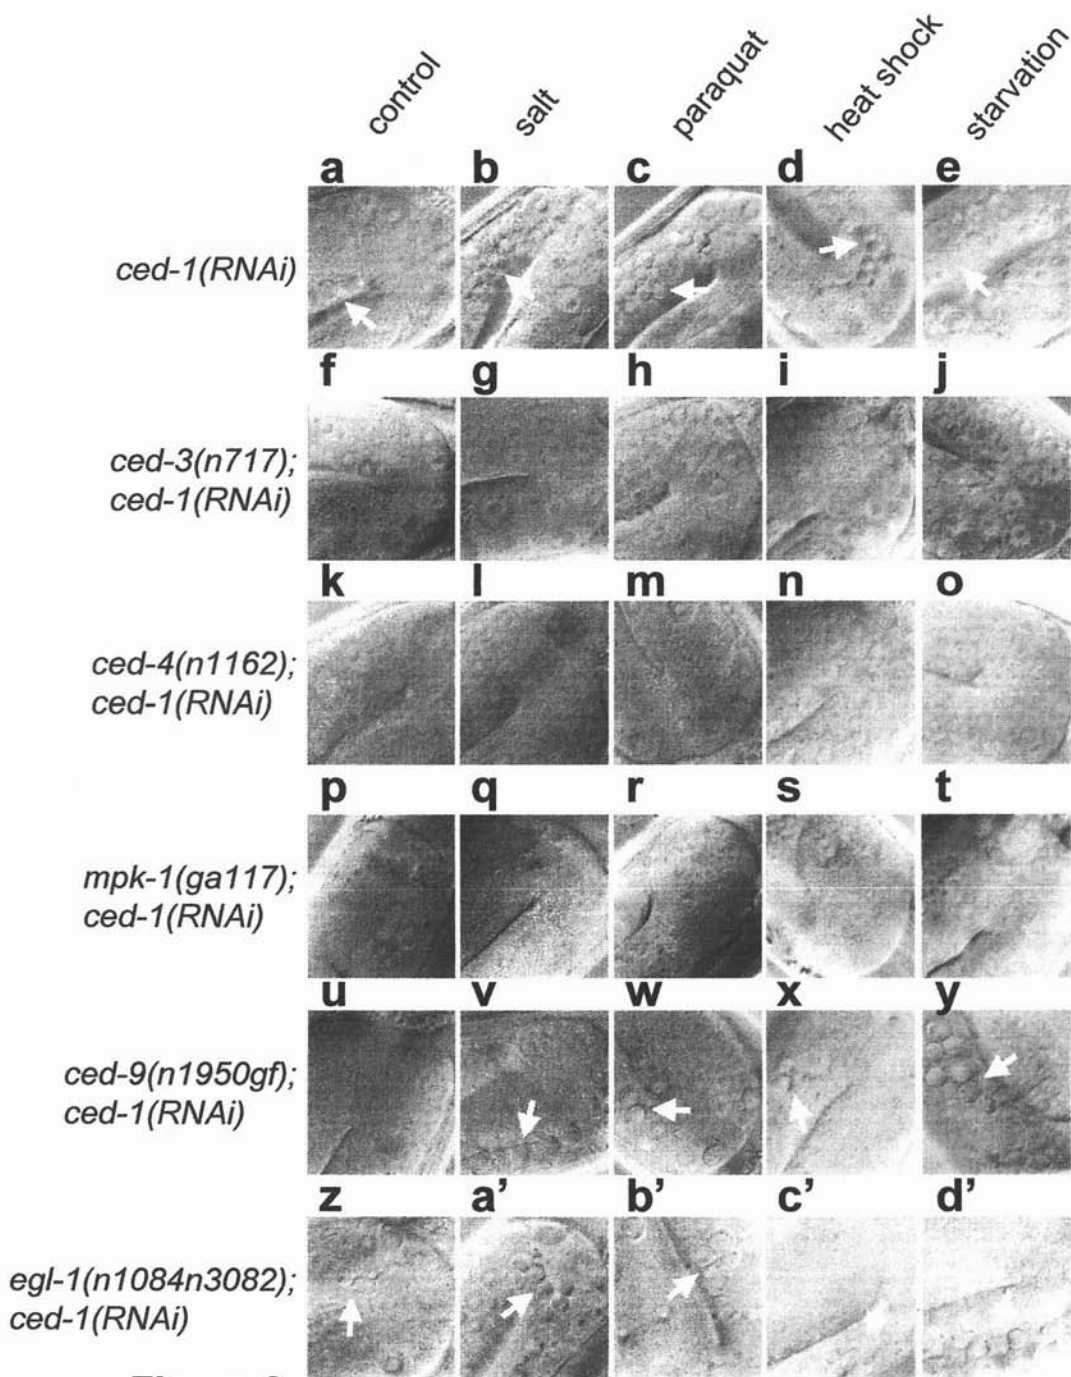 control salt paraquat heat shock starvation
a b c d e
ced-1(RNAi)
f g h i j
ced-3(n717);
ced-1(RNAi)
k l m n o
ced-4(n1162);
ced-1(RNAi)
p q r s t
mpk-1(ga117);
ced-1(RNAi)
u v w x y
ced-9(n1950gf);
ced-1(RNAi)
z a' b' c' d'
egl-1(n1084n3082);
ced-1(RNAi)